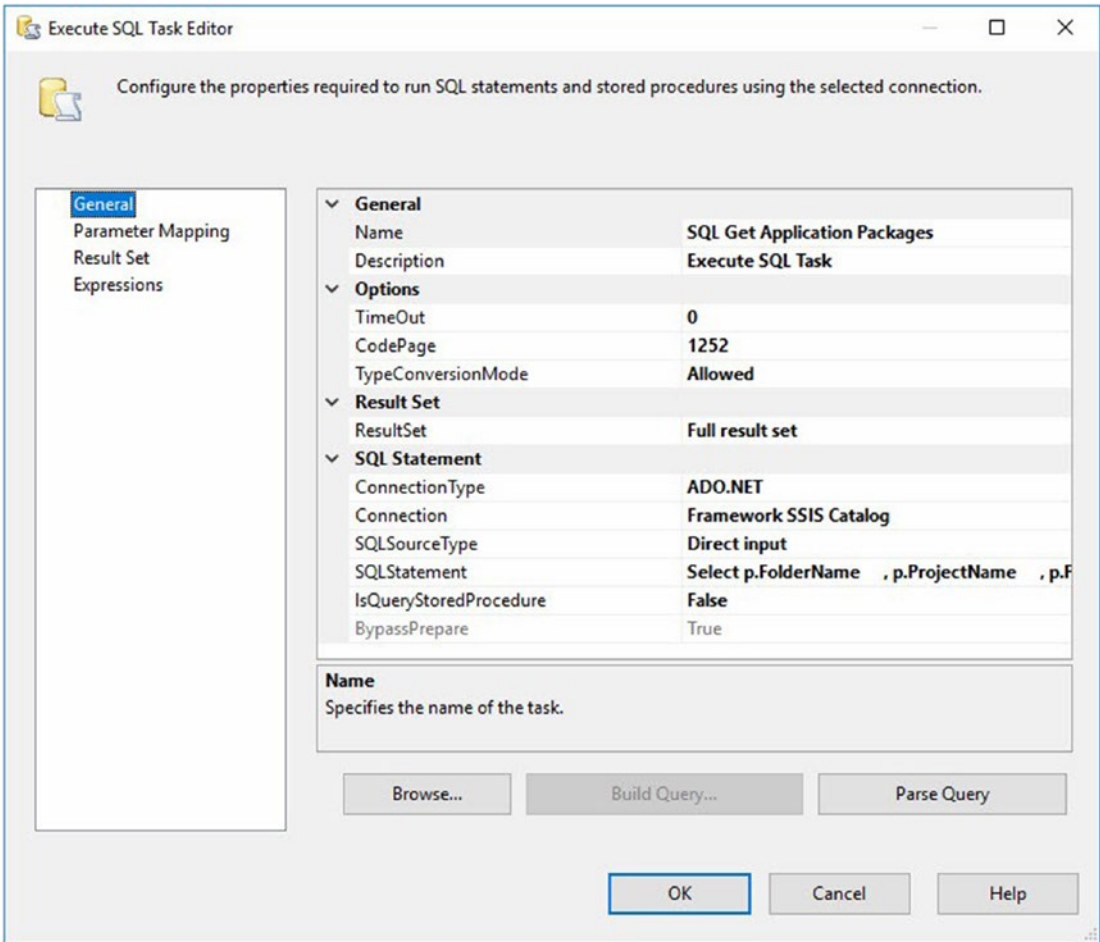 Execute SQL Task Editor
Configure the properties required to run SQL statements and stored procedures using the selected connection.
General
Parameter Mapping
Result Set
Expressions
General
Name SQL Get Application Packages
Description Execute SQL Task
Options
TimeOut 0
CodePage 1252
TypeConversionMode Allowed
Result Set
ResultSet Full result set
SQL Statement
ConnectionType ADO.NET
Connection Framework SSIS Catalog
SQLSourceType Direct input
SQLStatement Select p.FolderName , p.ProjectName , p.F
IsQueryStoredProcedure False
BypassPrepare True
Name
Specifies the name of the task.
Browse... Build Query... Parse Query
OK Cancel Help